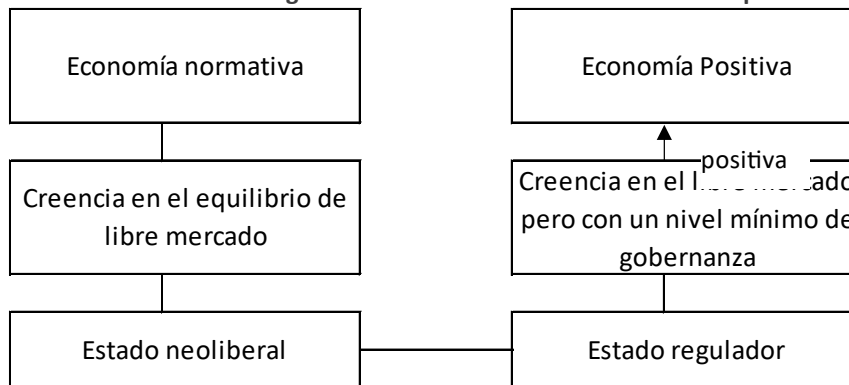 Economía normativa
Creencia en el equilibrio de
libre mercado
Estado neoliberal
Economía Positiva
positiva
Creencia en el mercado
pero con un nivel mínimo de
gobernanza
Estado regulador